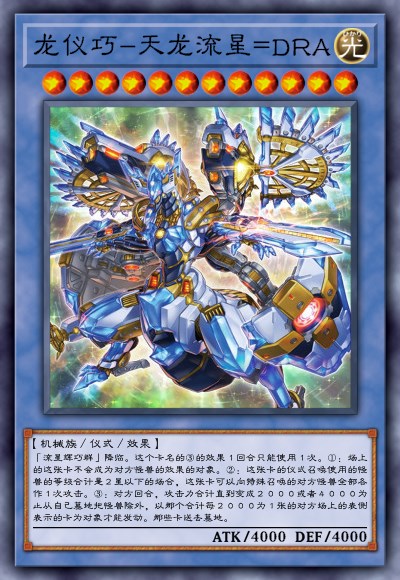 龙仪巧-天龙流星=DRA
ひかり
光
【机械族/仪式/效果】
「流星辉巧群」降临。这个卡名的③的效果1回合只能使用1次。①：场上
的这张卡不会成为对方怪兽的效果的对象。②：这张卡的仪式召唤使用的怪
兽的等级合计是2星以下的场合，这张卡可以向特殊召唤的对方怪兽全部各
作1次攻击。③：对方回合，攻击力合计直到变成2000或者4000为
止从自己墓地把怪兽除外，以那个合计每2000为1张的对方场上的表侧
表示的卡为对象才能发动。那些卡送去墓地。
ATK/4000 DEF/4000